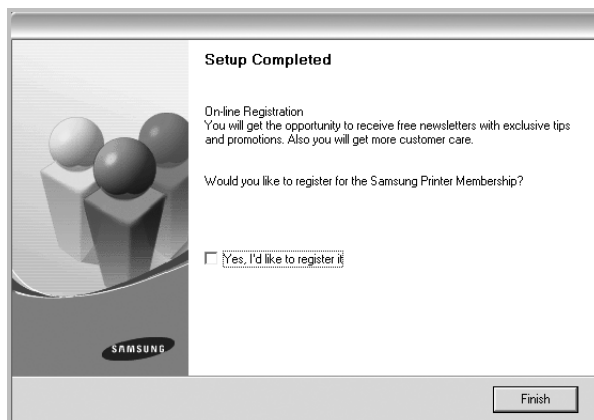 Setup Completed
On-line Registration
You will get the opportunity to receive free newsletters with exclusive tips
and promotions. Also you will get more customer care.
Would you like to register for the Samsung Printer Membership?
Yes, I'd like to register it
SAMSUNG
Finish